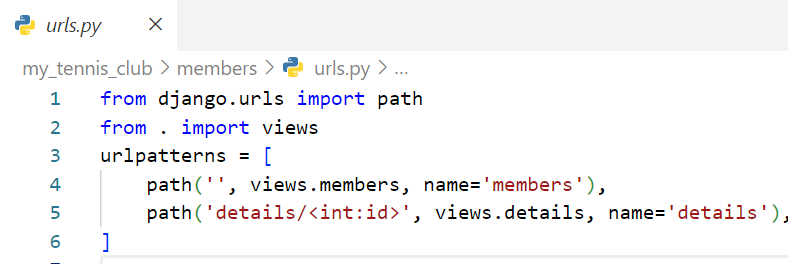 urls.py ×
my_tennis_club > members > urls.py > ...
1 from django.urls import path
2 from . import views
3 urlpatterns = [
4     path('', views.members, name='members'),
5     path('details/<int:id>', views.details, name='details'),
6 ]